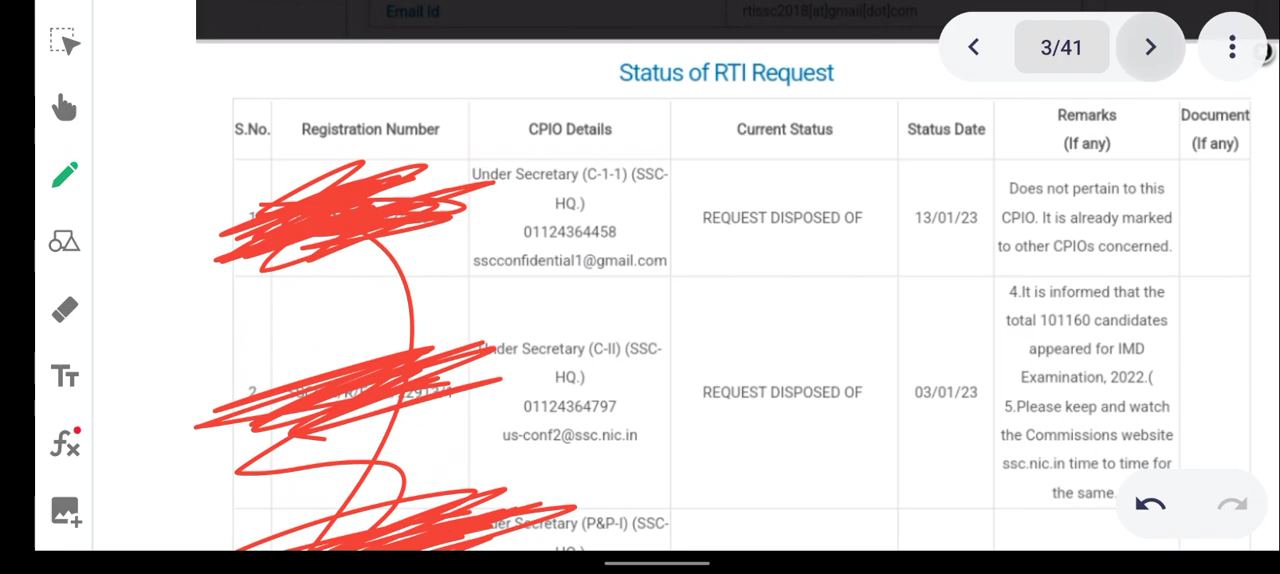 Email Id
rtissc2018[at]gmail[dot]com
3/41
Status of RTI Request
S.No.
Registration Number
CPIO Details
Current Status
Status Date
Remarks
(If any)
Document
(If any)
Under Secretary (C-1-1) (SSC-
HQ.)
01124364458
sscconfidential1@gmail.com
REQUEST DISPOSED OF
13/01/23
Does not pertain to this
CPIO. It is already marked
to other CPIOs concerned.
2
Under Secretary (C-II) (SSC-
HQ.)
01124364797
us-conf2@ssc.nic.in
REQUEST DISPOSED OF
03/01/23
4.It is informed that the
total 101160 candidates
appeared for IMD
Examination, 2022.(
5.Please keep and watch
the Commissions website
ssc.nic.in time to time for
the same.
Secretary (P&P-I) (SSC-
Tт
fx